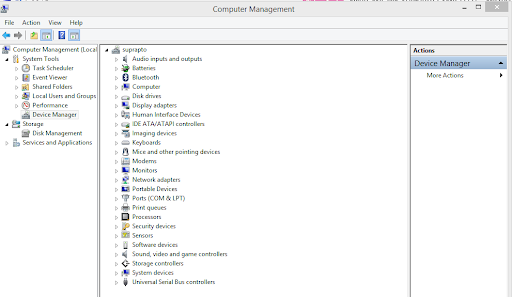 Computer Management
File Action View Help
Computer Management (Local
System Tools
Task Scheduler
Event Viewer
Shared Folders
Local Users and Groups
Performance
Device Manager
Storage
Disk Management
Services and Applications
suprapto
Audio inputs and outputs
Batteries
Bluetooth
Computer
Disk drives
Display adapters
Human Interface Devices
IDE ATA/ATAPI controllers
Imaging devices
Keyboards
Mice and other pointing devices
Modems
Monitors
Network adapters
Portable Devices
Ports (COM & LPT)
Print queues
Processors
Security devices
Sensors
Software devices
Sound, video and game controllers
Storage controllers
System devices
Universal Serial Bus controllers
Actions
Device Manager
More Actions